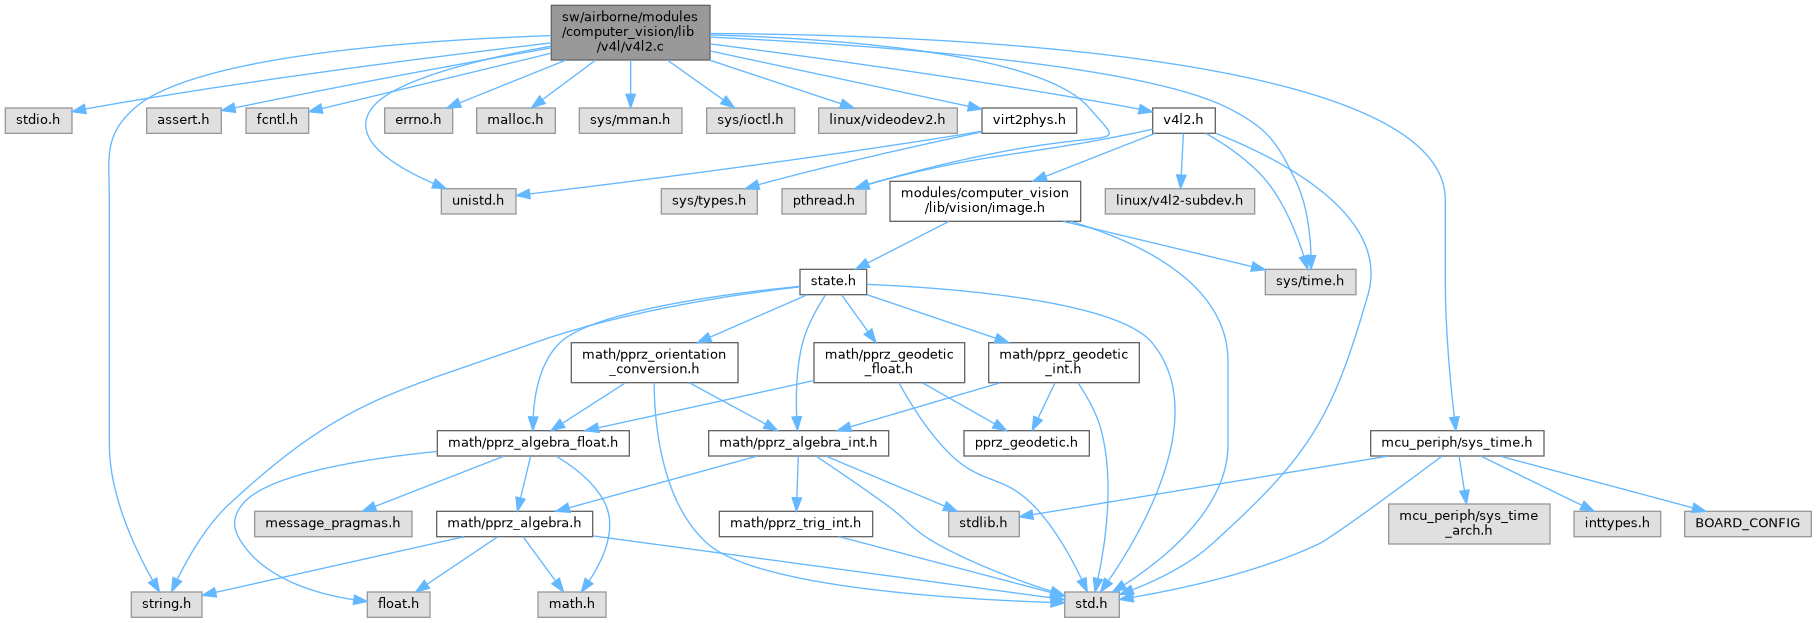 sw/airborne/modules
/computer_vision/lib
/v4l/v4l2.c
stdio.h
assert.h
fcntl.h
errno.h
malloc.h
sys/mman.h
sys/ioctl.h
linux/videodev2.h
virt2phys.h
v4l2.h
unistd.h
sys/types.h
pthread.h
modules/computer_vision
/lib/vision/image.h
linux/v4l2-subdev.h
state.h
sys/time.h
math/pprz_orientation
_conversion.h
math/pprz_geodetic
_float.h
math/pprz_geodetic
_int.h
math/pprz_algebra_float.h
math/pprz_algebra_int.h
pprz_geodetic.h
mcu_periph/sys_time.h
message_pragmas.h
math/pprz_algebra.h
math/pprz_trig_int.h
stdlib.h
mcu_periph/sys_time
_arch.h
inttypes.h
BOARD_CONFIG
string.h
float.h
math.h
std.h